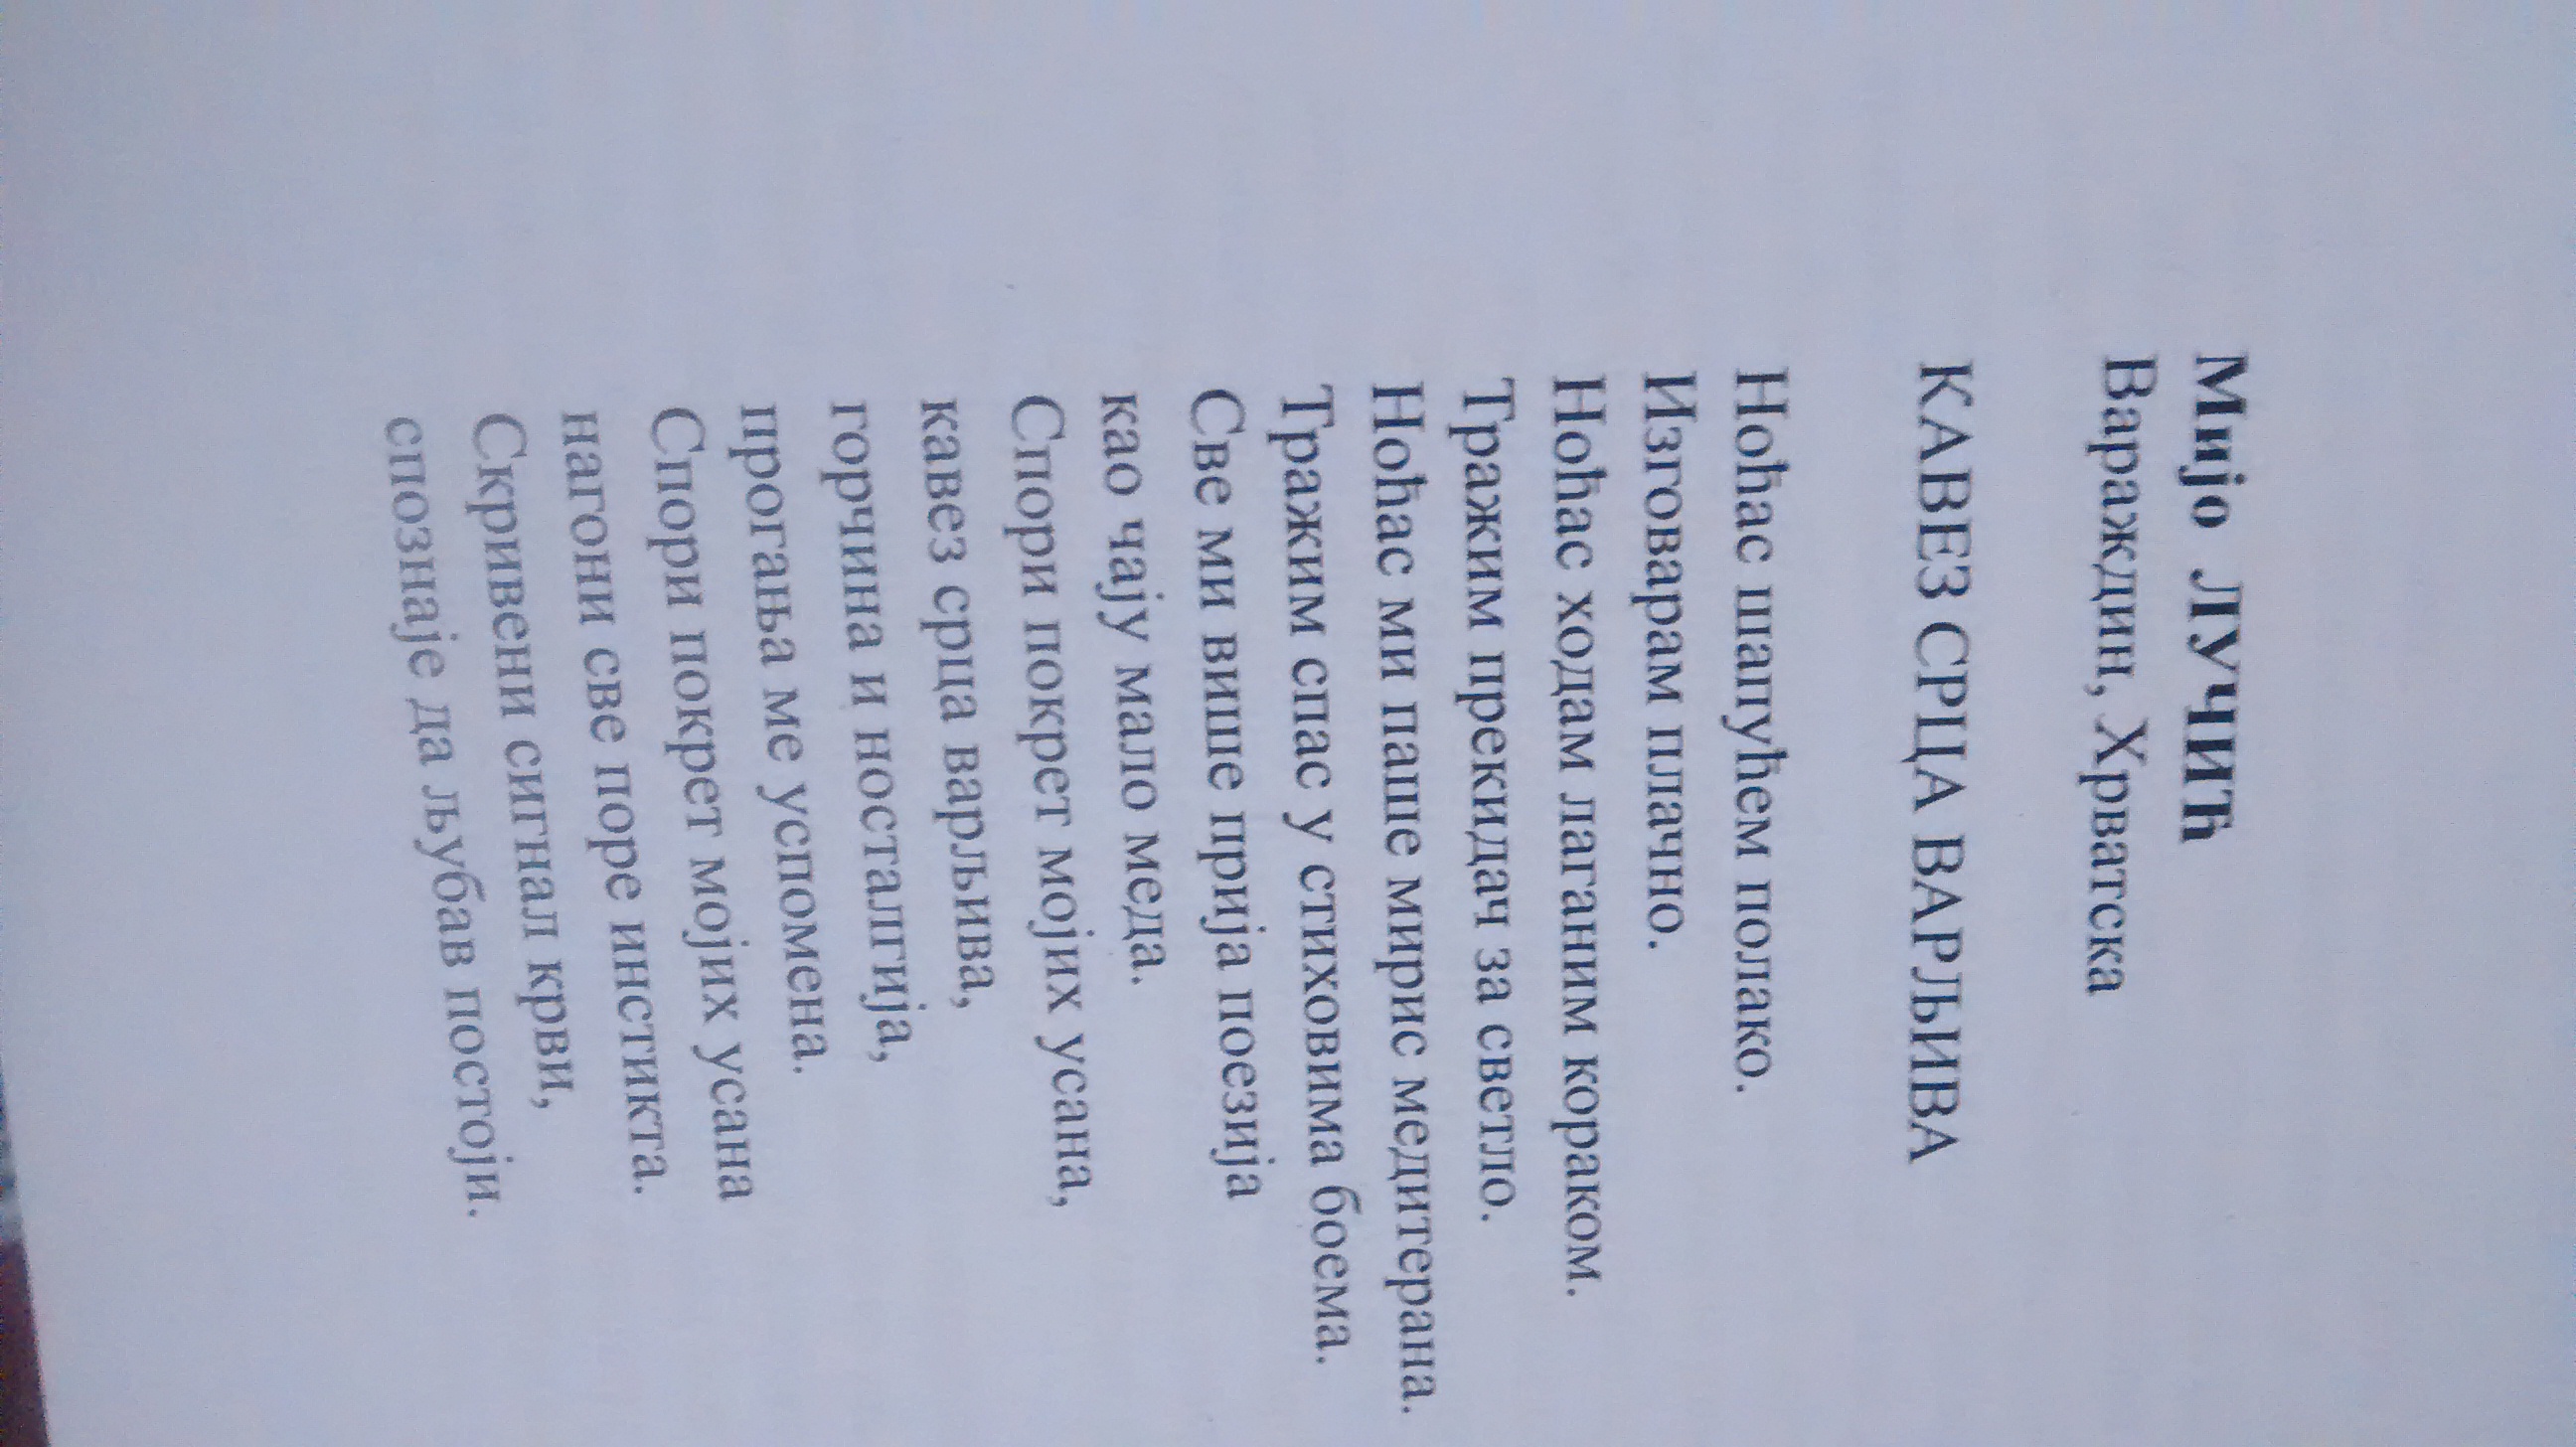 Мијо ЛУЧИЋ
Вараждин, Хрватска
КАВЕЗ СРЦА ВАРЉИВА
Ноћас шапућем полако.
Изговарам плачно.
Ноћас ходам лаганим кораком.
Тражим прекидач за светло.
Ноћас ми паше мирис медитерана.
Тражим спас у стиховима боема.
Све ми више прија поезија
као чају мало меда.
Спори покрет мојих усана,
кавез срца варљива,
горчина и носталгија,
прогања ме успомена.
Спори покрет мојих усана
нагони све поре инстикта.
Скривени сигнал крви,
спознаје да љубав постоји.